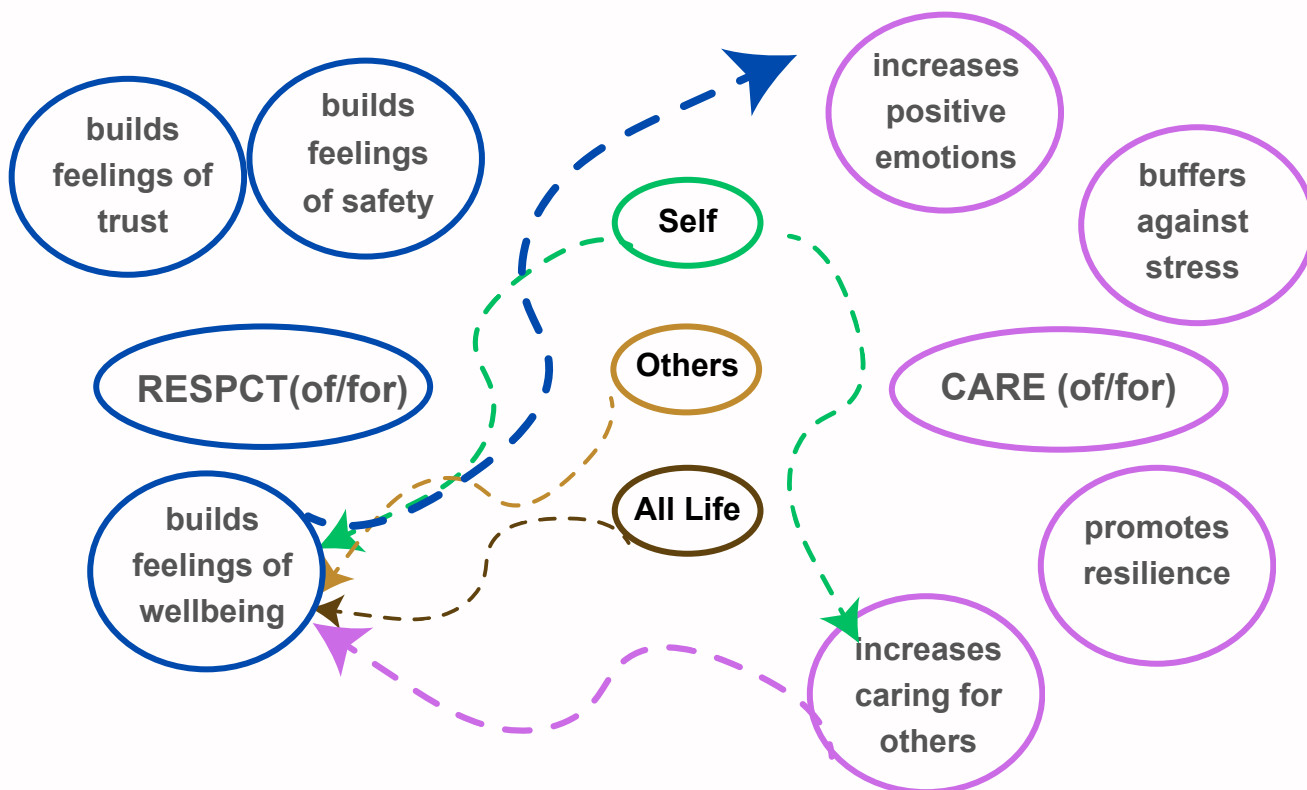 builds
feelings of
trust
builds
feelings
of safety
RESPCT(of/for)
builds
feelings of
wellbeing
Self
Others
All Life
increases
positive
emotions
buffers
against
stress
CARE (of/for)
promotes
resilience
increases
caring for
others